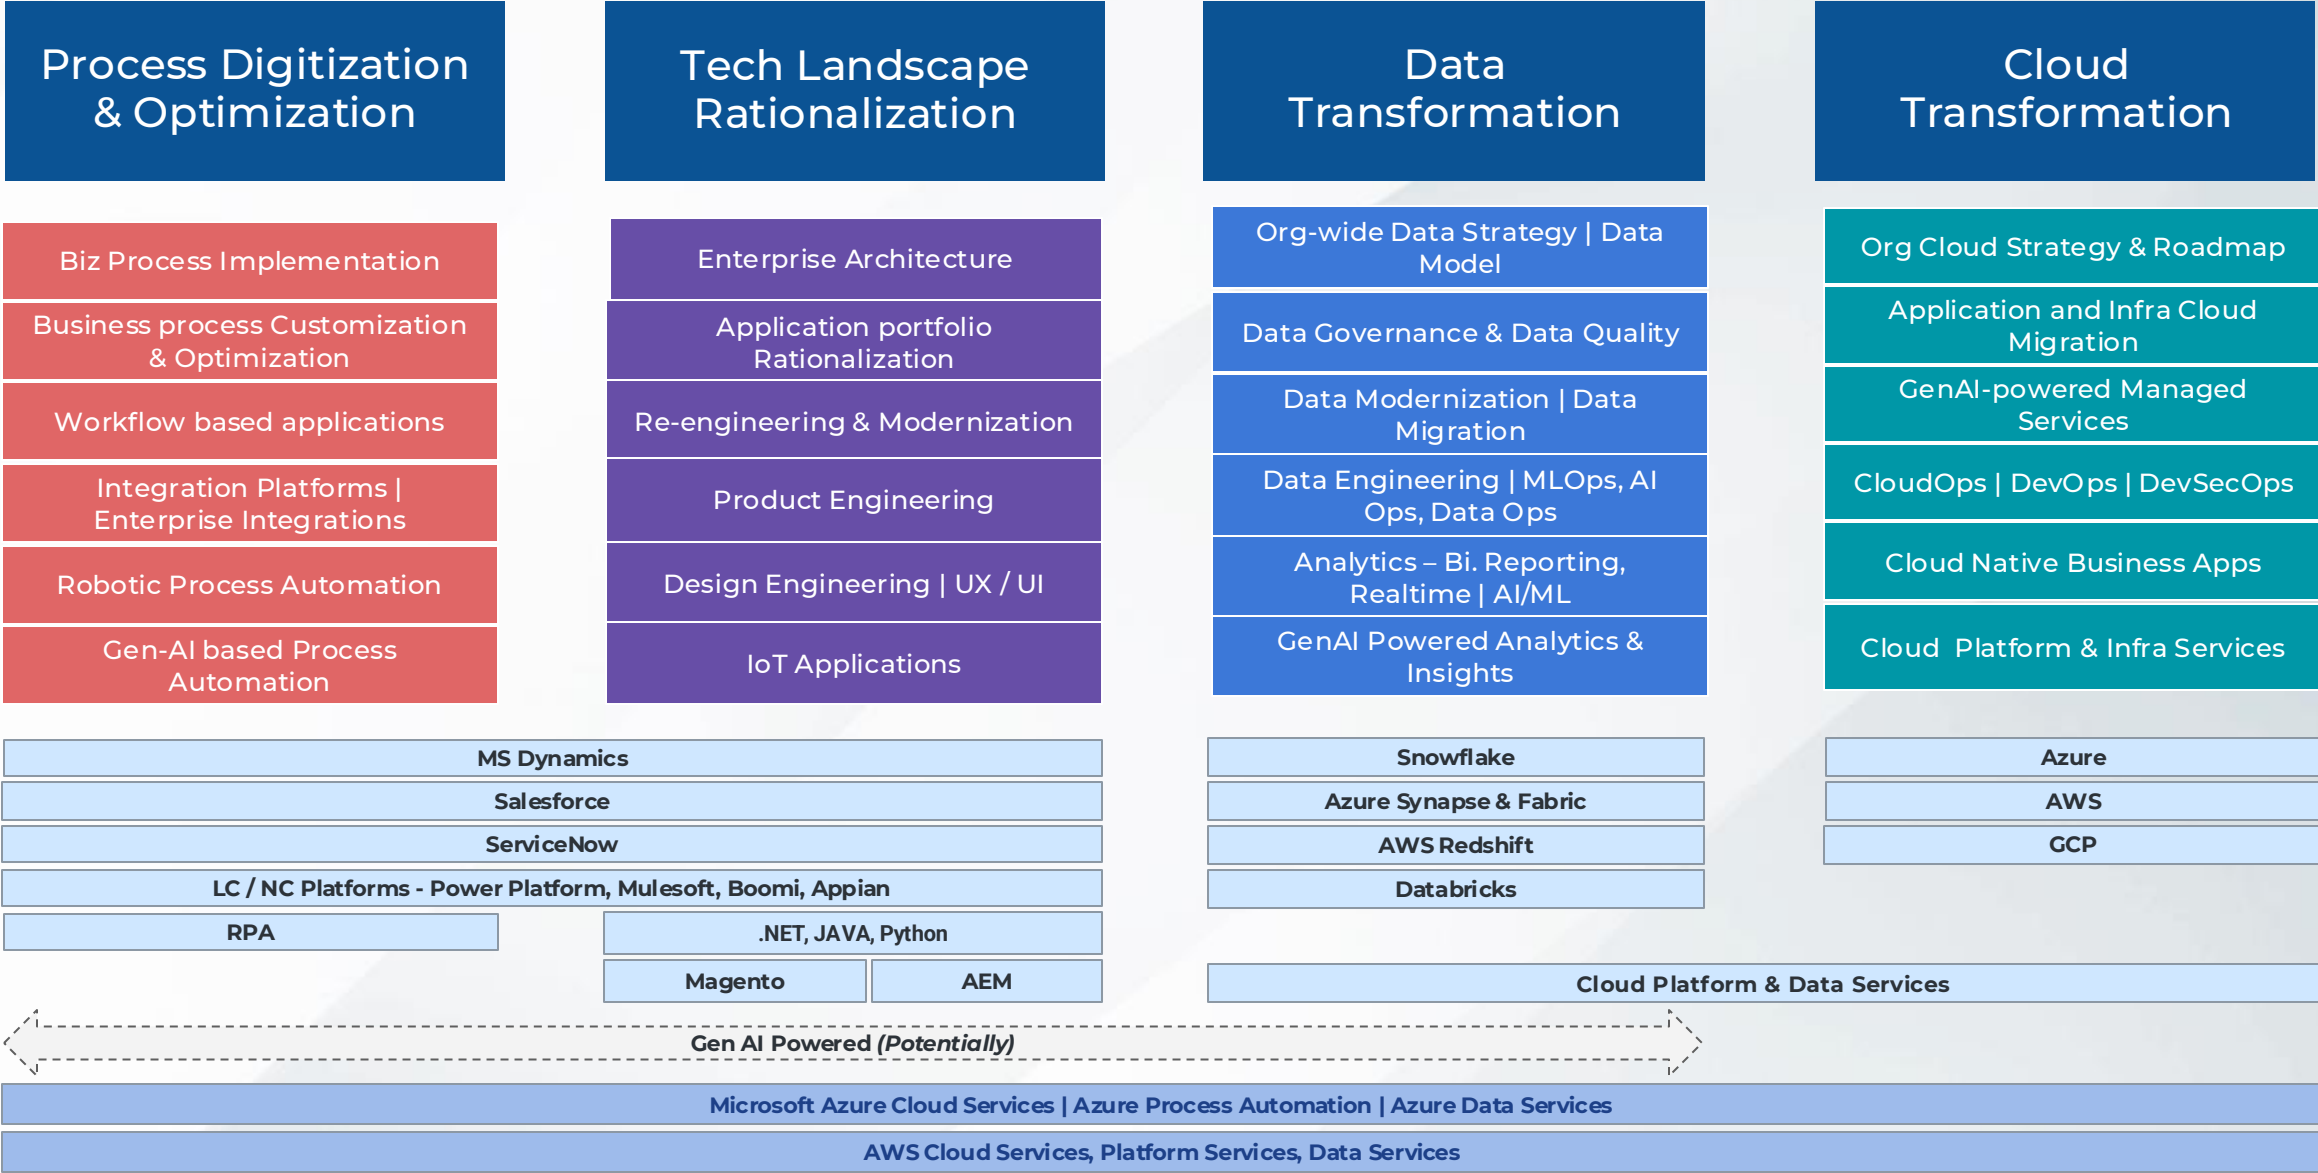 Process Digitization
& Optimization
Tech Landscape
Rationalization
Data
Transformation
Cloud
Transformation
Biz Process Implementation
Business process Customization
& Optimization
Workflow based applications
Integration Platforms |
Enterprise Integrations
Robotic Process Automation
Gen-AI based Process
Automation
Enterprise Architecture
Application portfolio
Rationalization
Re-engineering & Modernization
Product Engineering
Design Engineering | UX / UI
IoT Applications
Org-wide Data Strategy | Data
Model
Data Governance & Data Quality
Data Modernization | Data
Migration
Data Engineering | MLOps, AI
Ops, Data Ops
Analytics – Bi. Reporting,
Realtime | AI/ML
GenAI Powered Analytics &
Insights
Org Cloud Strategy & Roadmap
Application and Infra Cloud
Migration
GenAI-powered Managed
Services
CloudOps | DevOps | DevSecOps
Cloud Native Business Apps
Cloud Platform & Infra Services
MS Dynamics
Salesforce
ServiceNow
LC / NC Platforms - Power Platform, Mulesoft, Boomi, Appian
RPA
.NET, JAVA, Python
Magento
AEM
Snowflake
Azure Synapse & Fabric
AWS Redshift
Databricks
Azure
AWS
GCP
Cloud Platform & Data Services
Gen AI Powered (Potentially)
Microsoft Azure Cloud Services | Azure Process Automation | Azure Data Services
AWS Cloud Services, Platform Services, Data Services